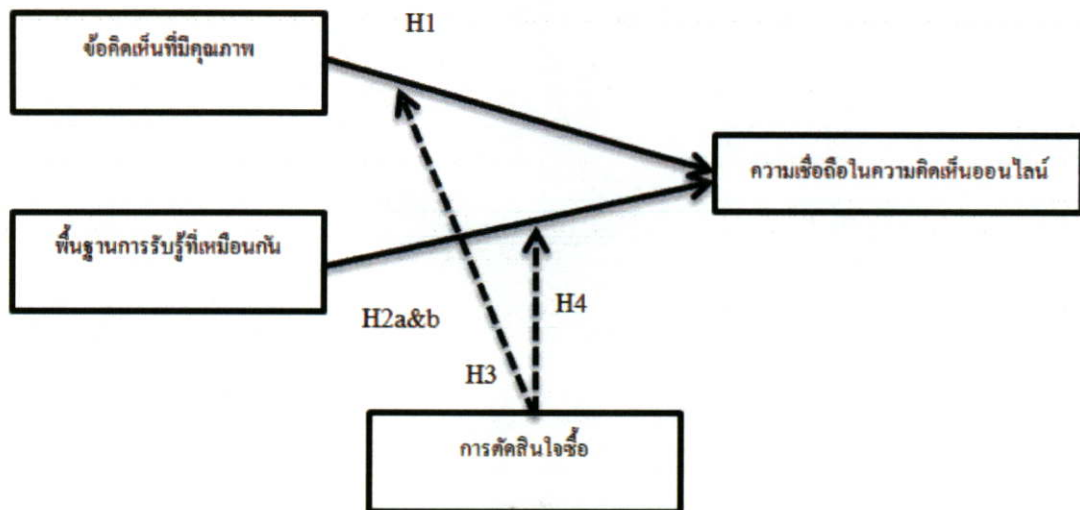 H1
ข้อคิดเห็นที่มีคุณภาพ
ความเชื่อถือในความคิดเห็นออนไลน์
พื้นฐานการรับรู้ที่เหมือนกัน
H2a&b
H4
H3
การตัดสินใจซื้อ